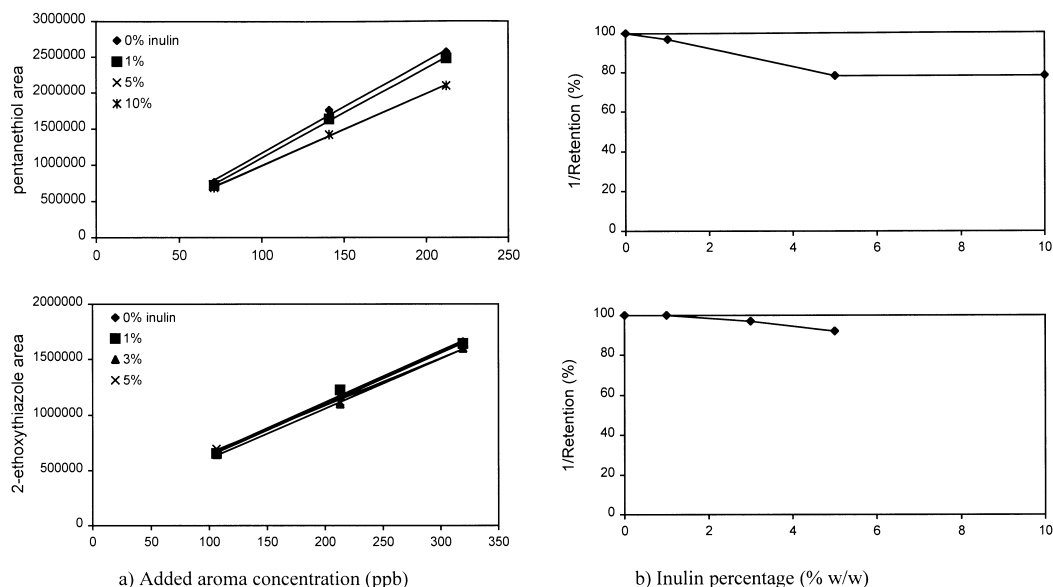 pentanethiol area
3000000
2500000
2000000
1500000
1000000
500000
0
0% inulin
1%
5%
10%
0 50 100 150 200 250
1/Retention (%)
100
80
60
40
20
0
0 2 4 6 8 10
2-ethoxythiazole area
2000000
1500000
1000000
500000
0
0% inulin
1%
3%
5%
0 50 100 150 200 250 300 350
a) Added aroma concentration (ppb)
1/Retention (%)
100
80
60
40
20
0
0 2 4 6 8 10
b) Inulin percentage (% w/w)